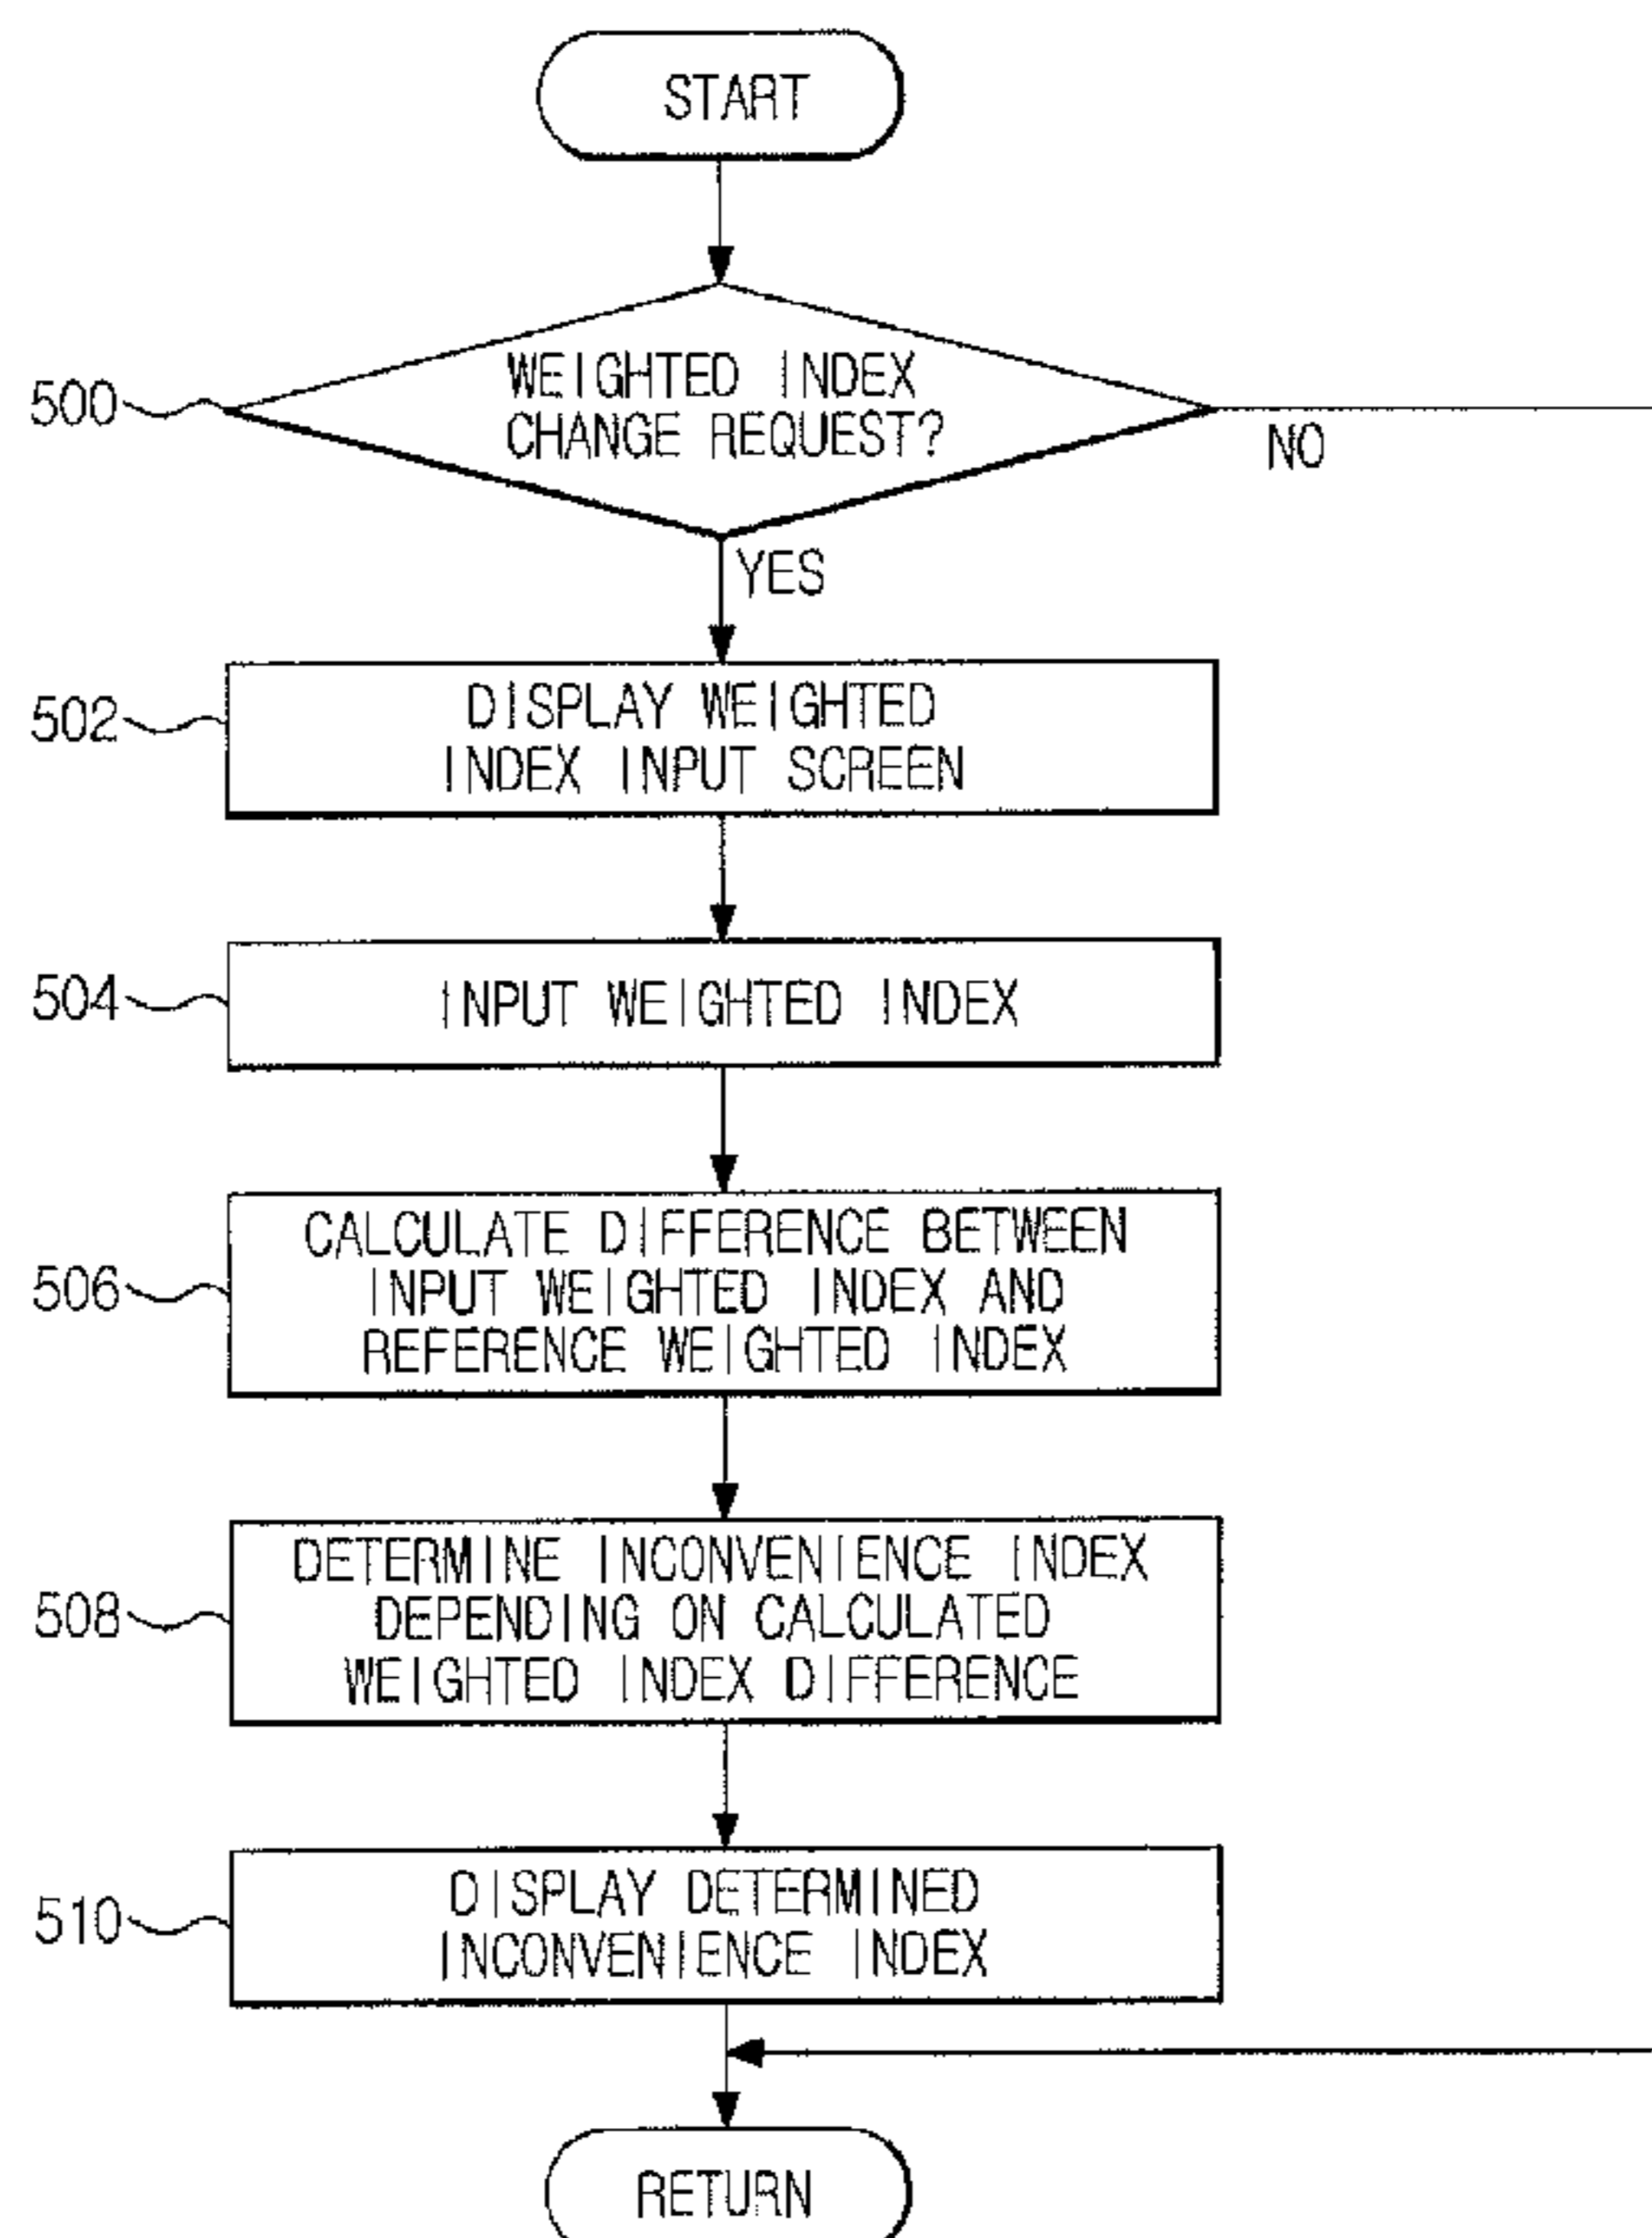 START
500
WEIGHTED INDEX
CHANGE REQUEST?
NO
YES
502
DISPLAY WEIGHTED
INDEX INPUT SCREEN
504
INPUT WEIGHTED INDEX
506
CALCULATE DIFFERENCE BETWEEN
INPUT WEIGHTED INDEX AND
REFERENCE WEIGHTED INDEX
508
DETERMINE INCONVENIENCE INDEX
DEPENDING ON CALCULATED
WEIGHTED INDEX DIFFERENCE
510
DISPLAY DETERMINED
INCONVENIENCE INDEX
RETURN